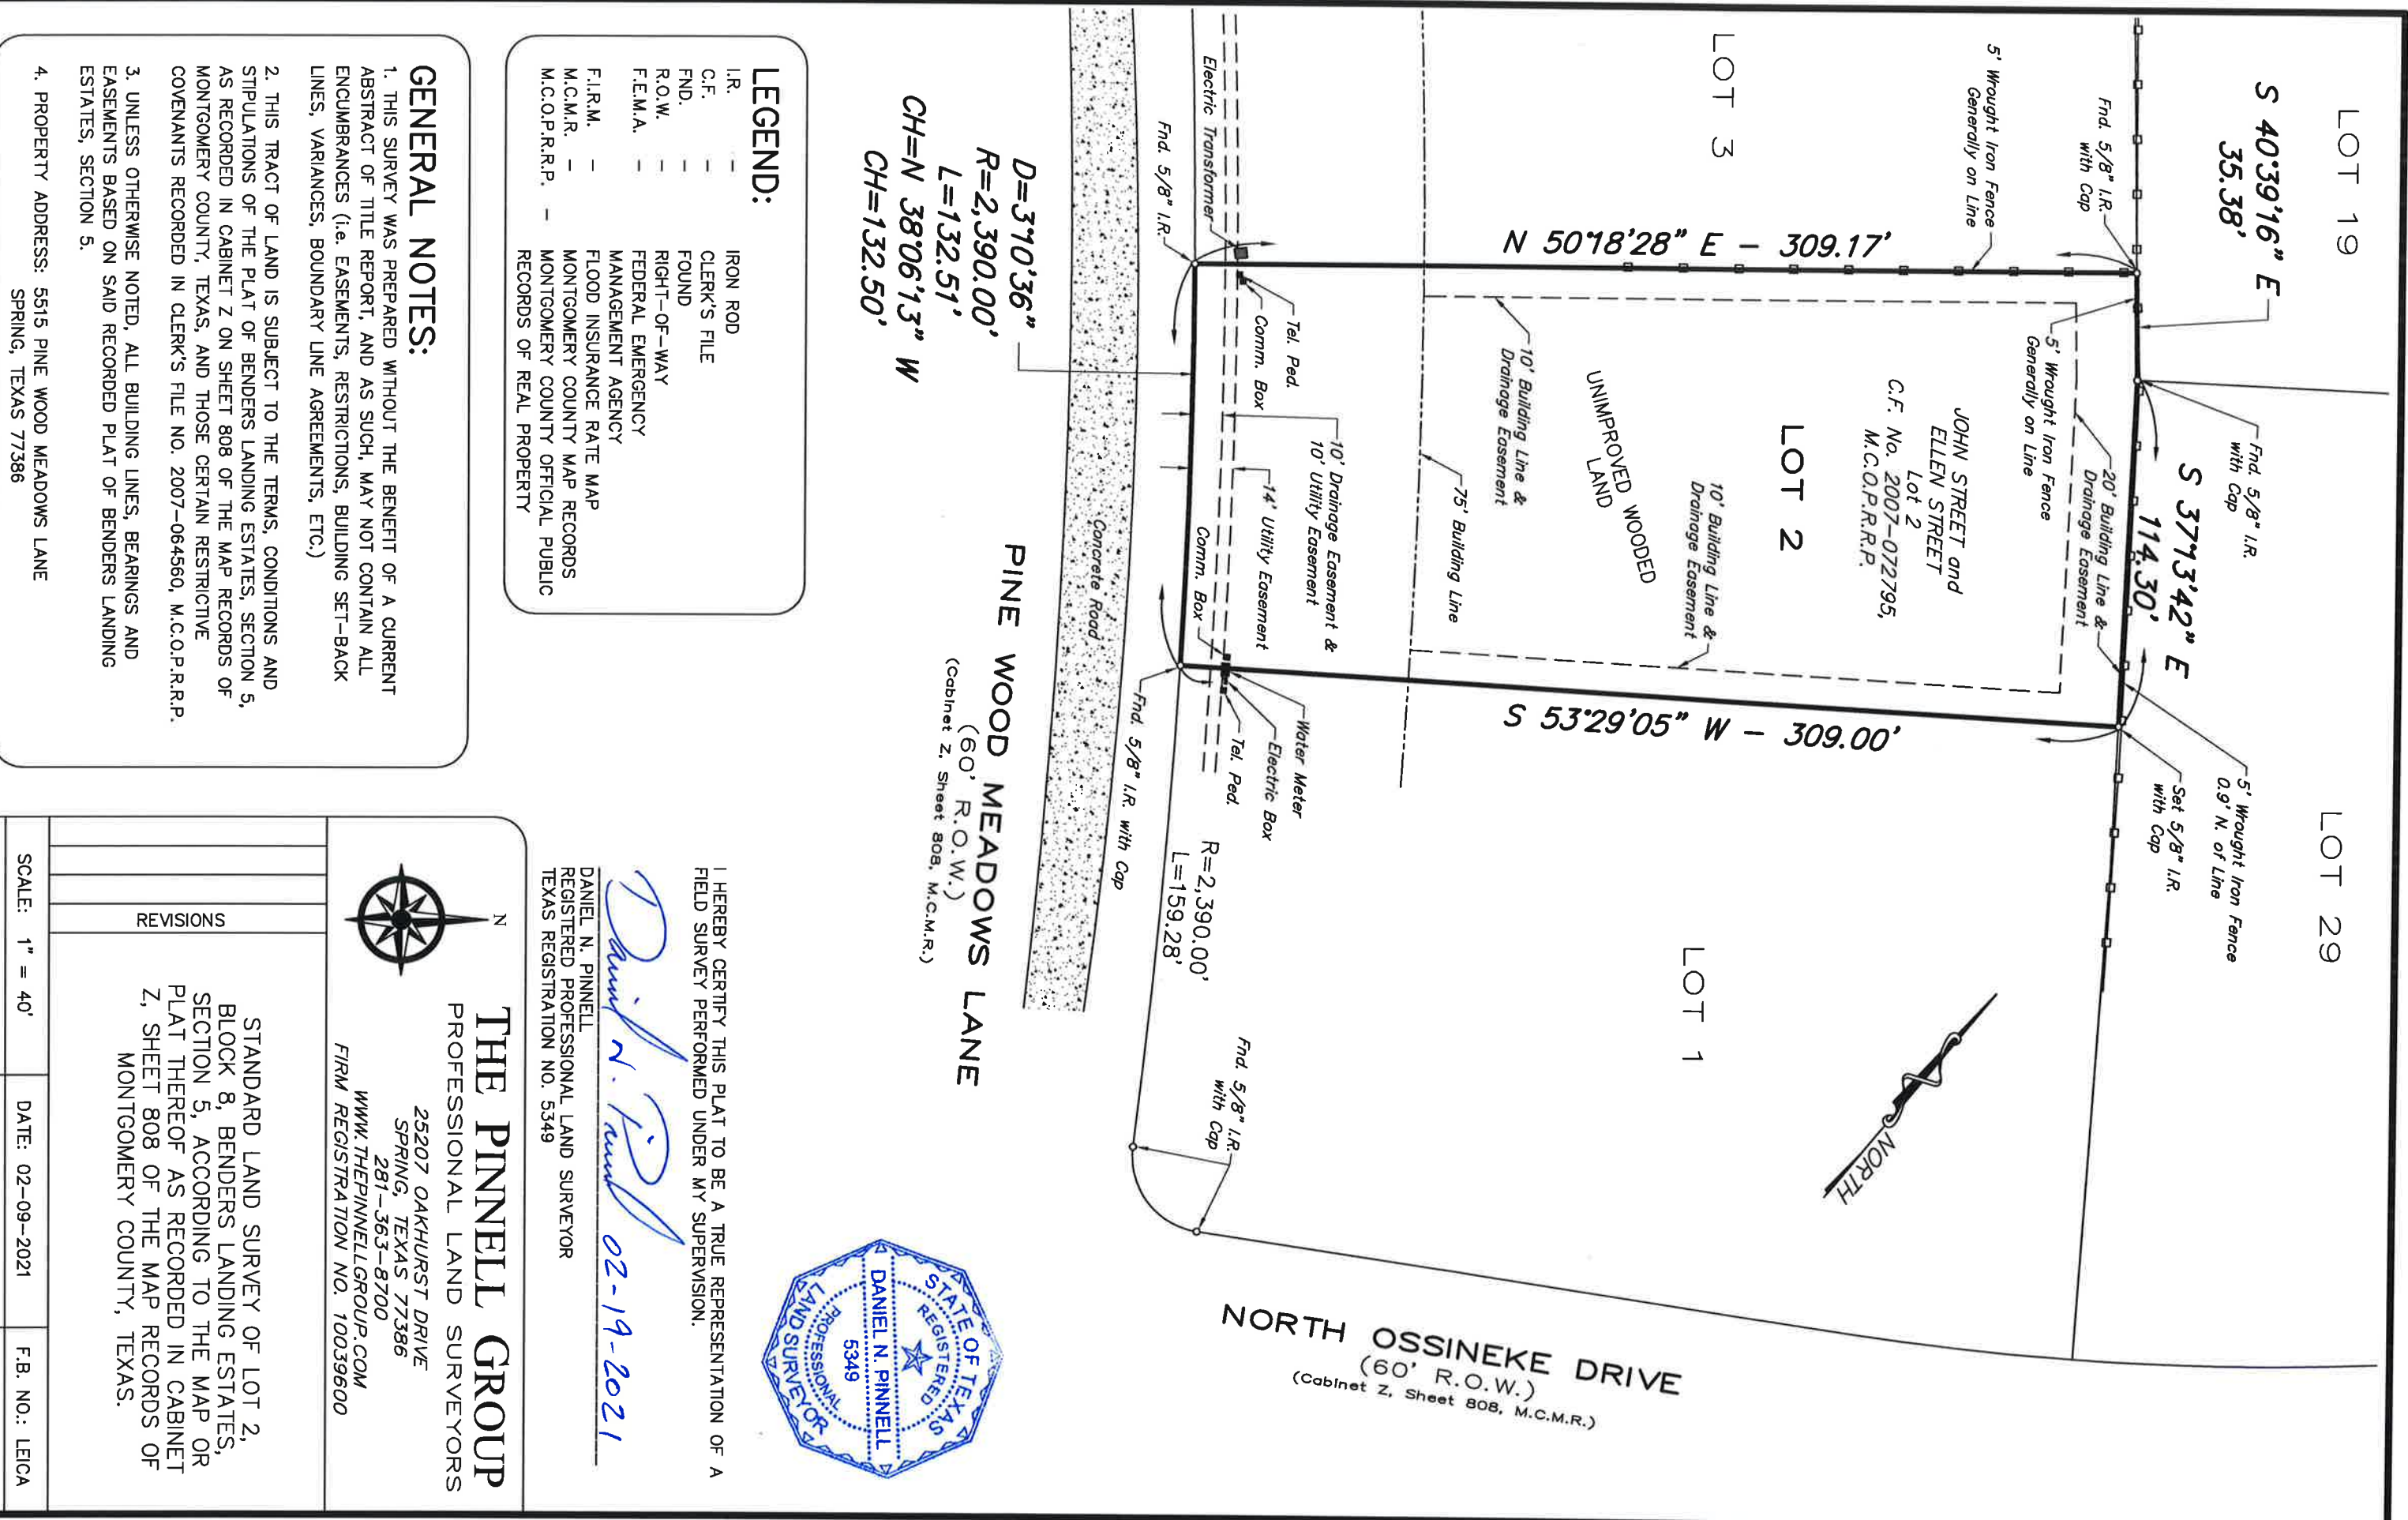 LOT 19
S 40°39'16" E
35.38'
LOT 29
Fnd. 5/8" I.R.
with Cap
5' Wrought Iron Fence
Generally on Line
Fnd. 5/8" I.R.
with Cap
S 37°13'42" E
114.30'
5' Wrought Iron Fence
0.9' N. of Line
Set 5/8" I.R.
with Cap
5' Wrought Iron Fence
Generally on Line
20' Building Line &
Drainage Easement
LOT 3
N 50°18'28" E - 309.17'
JOHN STREET and
ELLEN STREET
Lot 2
C.F. No. 2007-072795,
M.C.O.P.R.R.P.
LOT 2
10' Building Line &
Drainage Easement
UNIMPROVED WOODED
LAND
10' Building Line &
Drainage Easement
75' Building Line
S 53°29'05" W - 309.00'
LOT 1
NORTH
Electric Transformer
Fnd. 5/8" I.R.
Tel. Ped.
Comm. Box
10' Drainage Easement &
10' Utility Easement
14' Utility Easement
Comm. Box
Water Meter
Electric Box
Tel. Ped.
R=2,390.00'
L=159.28'
Fnd. 5/8" I.R.
with Cap
Fnd. 5/8" I.R. with Cap
Concrete Road
D=3°10'36"
R=2,390.00'
L=132.51'
CH=N 38°06'13" W
CH=132.50'
PINE WOOD MEADOWS LANE
(60' R.O.W.)
(Cabinet Z, Sheet 808, M.C.M.R.)
NORTH OSSINEKE DRIVE
(60' R.O.W.)
(Cabinet Z, Sheet 808, M.C.M.R.)
LEGEND:
I.R. - IRON ROD
C.F. - CLERK'S FILE
FND. - FOUND
R.O.W. - RIGHT-OF-WAY
F.E.M.A. - FEDERAL EMERGENCY
MANAGEMENT AGENCY
F.I.R.M. - FLOOD INSURANCE RATE MAP
M.C.M.R. - MONTGOMERY COUNTY MAP RECORDS
M.C.O.P.R.R.P. - MONTGOMERY COUNTY OFFICIAL PUBLIC
RECORDS OF REAL PROPERTY
GENERAL NOTES:
1. THIS SURVEY WAS PREPARED WITHOUT THE BENEFIT OF A CURRENT
ABSTRACT OF TITLE REPORT, AND AS SUCH, MAY NOT CONTAIN ALL
ENCUMBRANCES (i.e. EASEMENTS, RESTRICTIONS, BUILDING SET-BACK
LINES, VARIANCES, BOUNDARY LINE AGREEMENTS, ETC.)
2. THIS TRACT OF LAND IS SUBJECT TO THE TERMS, CONDITIONS AND
STIPULATIONS OF THE PLAT OF BENDERS LANDING ESTATES, SECTION 5,
AS RECORDED IN CABINET Z ON SHEET 808 OF THE MAP RECORDS OF
MONTGOMERY COUNTY, TEXAS, AND THOSE CERTAIN RESTRICTIVE
COVENANTS RECORDED IN CLERK'S FILE NO. 2007-064560, M.C.O.P.R.R.P.
3. UNLESS OTHERWISE NOTED, ALL BUILDING LINES, BEARINGS AND
EASEMENTS BASED ON SAID RECORDED PLAT OF BENDERS LANDING
ESTATES, SECTION 5.
4. PROPERTY ADDRESS: 5515 PINE WOOD MEADOWS LANE
SPRING, TEXAS 77386
I HEREBY CERTIFY THIS PLAT TO BE A TRUE REPRESENTATION OF A
FIELD SURVEY PERFORMED UNDER MY SUPERVISION.
Daniel N. Pinnell 02-19-2021
DANIEL N. PINNELL
REGISTERED PROFESSIONAL LAND SURVEYOR
TEXAS REGISTRATION NO. 5349
STATE OF TEXAS
REGISTERED
DANIEL N. PINNELL
5349
PROFESSIONAL
LAND SURVEYOR
N
THE PINNELL GROUP
PROFESSIONAL LAND SURVEYORS
25207 OAKHURST DRIVE
SPRING, TEXAS 77386
281-363-8700
WWW.THEPINNELLGROUP.COM
FIRM REGISTRATION NO. 10039600
REVISIONS
STANDARD LAND SURVEY OF LOT 2,
BLOCK 8, BENDERS LANDING ESTATES,
SECTION 5, ACCORDING TO THE MAP OR
PLAT THEREOF AS RECORDED IN CABINET
Z, SHEET 808 OF THE MAP RECORDS OF
MONTGOMERY COUNTY, TEXAS.
SCALE: 1" = 40'
DATE: 02-09-2021
F.B. NO.: LEICA